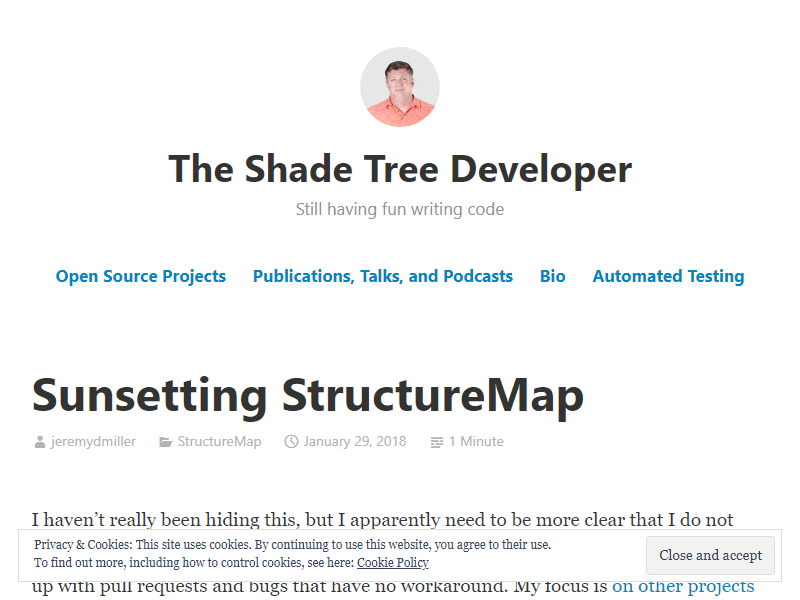 The Shade Tree Developer
Still having fun writing code
Open Source Projects Publications, Talks, and Podcasts Bio Automated Testing
Sunsetting StructureMap
jeremydmiller StructureMap January 29, 2018 1 Minute
I haven’t really been hiding this, but I apparently need to be more clear that I do not
Privacy & Cookies: This site uses cookies. By continuing to use this website, you agree to their use.
To find out more, including how to control cookies, see here: Cookie Policy
Close and accept
up with pull requests and bugs that have no workaround. My focus is on other projects